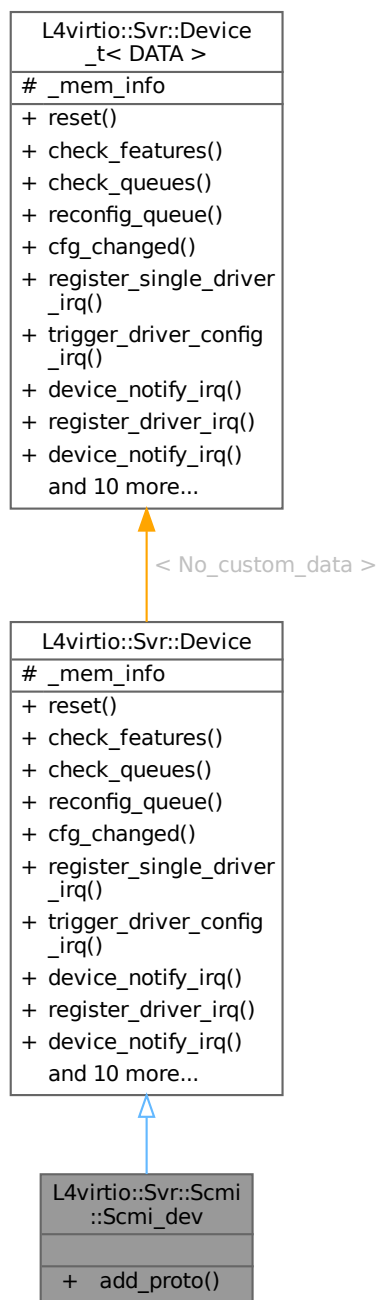 L4virtio::Svr::Device
_t< DATA >
# _mem_info
+ reset()
+ check_features()
+ check_queues()
+ reconfig_queue()
+ cfg_changed()
+ register_single_driver
_irq()
+ trigger_driver_config
_irq()
+ device_notify_irq()
+ register_driver_irq()
+ device_notify_irq()
and 10 more...
< No_custom_data >
L4virtio::Svr::Device
# _mem_info
+ reset()
+ check_features()
+ check_queues()
+ reconfig_queue()
+ cfg_changed()
+ register_single_driver
_irq()
+ trigger_driver_config
_irq()
+ device_notify_irq()
+ register_driver_irq()
+ device_notify_irq()
and 10 more...
L4virtio::Svr::Scmi
::Scmi_dev
+ add_proto()